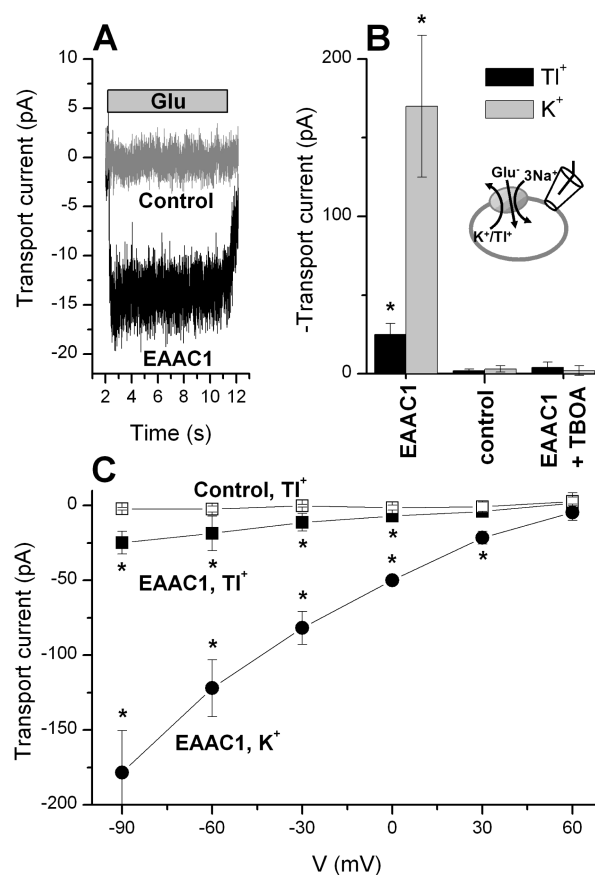 A
10
5
0
-5
-10
-15
-20
Transport current (pA)
Glu
Control
EAAC1
2 4 6 8 10 12
Time (s)
B
200
100
0
-Transport current (pA)
Tl+
K+
Glu-
3Na+
K+/Tl+
*
*
EAAC1
control
EAAC1
+ TBOA
C
0
-50
-100
-150
-200
Transport current (pA)
Control, Tl+
EAAC1, Tl+
EAAC1, K+
* * * *
* * * * *
-90 -60 -30 0 30 60
V (mV)